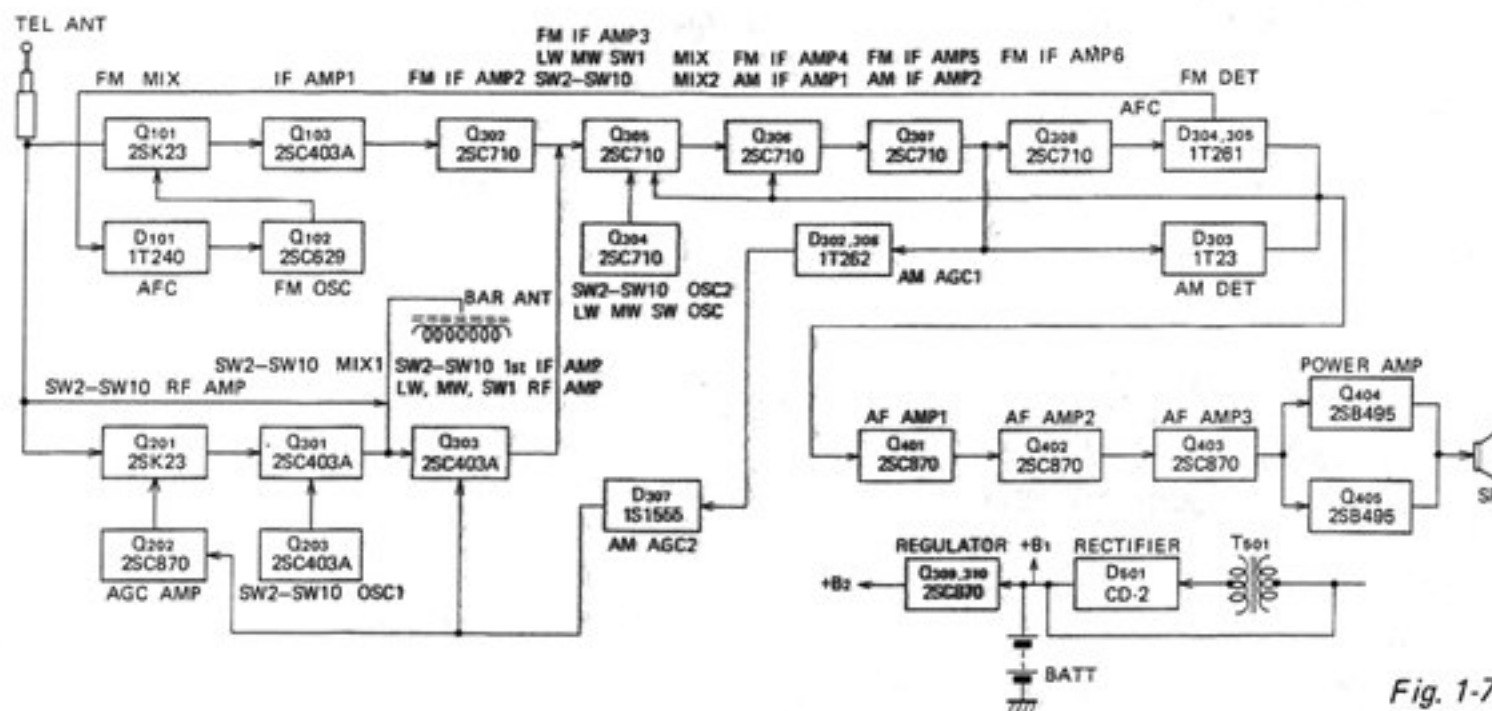 TEL ANT
FM IF AMP3
LW MW SW1 MIX FM IF AMP4 FM IF AMP5 FM IF AMP6
FM MIX IF AMP1 FM IF AMP2 SW2-SW10 MIX2 AM IF AMP1 AM IF AMP2 FM DET
AFC
Q101 Q103 Q302 Q305 Q306 Q307 Q308 D304,305
2SK23 2SC403A 2SC710 2SC710 2SC710 2SC710 2SC710 1T261
D101 Q102 Q304 D302,306 D303
1T240 2SC629 2SC710 1T262 1T23
AFC FM OSC AM AGC1 AM DET
BAR ANT SW2-SW10 OSC2
LW MW SW OSC
SW2-SW10 MIX1 SW2-SW10 1st IF AMP
SW2-SW10 RF AMP LW, MW, SW1 RF AMP
POWER AMP
Q404
2SB495
AF AMP1 AF AMP2 AF AMP3
Q201 Q301 Q303 Q401 Q402 Q403
2SK23 2SC403A 2SC403A 2SC870 2SC870 2SC870
D307 Q405
1S1555 2SB495
AM AGC2
Q202 Q203
2SC870 2SC403A
AGC AMP SW2-SW10 OSC1
REGULATOR +B1 RECTIFIER T501
+B2 Q309,310 D501
2SC870 CD-2
BATT
Fig. 1-7